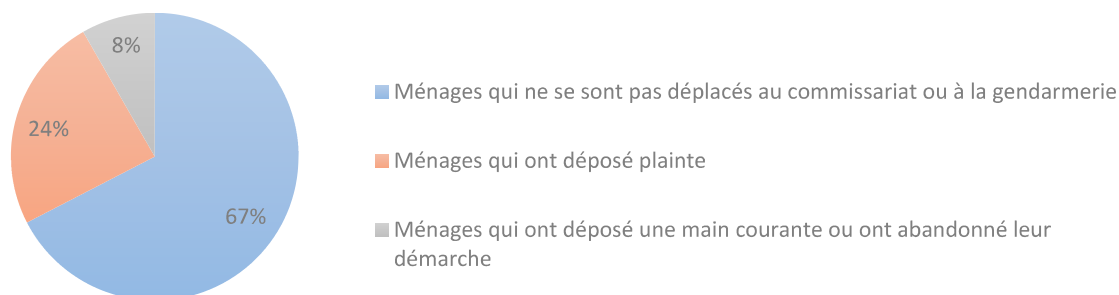 8%
24%
67%
Ménages qui ne se sont pas déplacés au commissariat ou à la gendarmerie
Ménages qui ont déposé plainte
Ménages qui ont déposé une main courante ou ont abandonné leur
démarche